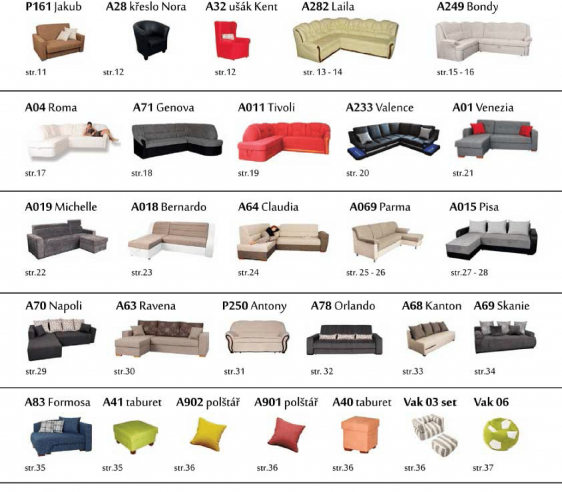 P161 Jakub A28 křeslo Nora A32 ušák Kent A282 Laila A249 Bondy
str.11 str.12 str.12 str. 13 - 14 str.15 - 16
A04 Roma A71 Genova A011 Tivoli A233 Valence A01 Venezia
str.17 str.18 str.19 str. 20 str.21
A019 Michelle A018 Bernardo A64 Claudia A069 Parma A015 Pisa
str.22 str.23 str.24 str. 25 - 26 str.27 - 28
A70 Napoli A63 Ravena P250 Antony A78 Orlando A68 Kanton A69 Skanie
str.29 str.30 str.31 str. 32 str.33 str.34
A83 Formosa A41 taburet A902 polštář A901 polštář A40 taburet Vak 03 set Vak 06
str.35 str.35 str.36 str.36 str.36 str.36 str.37